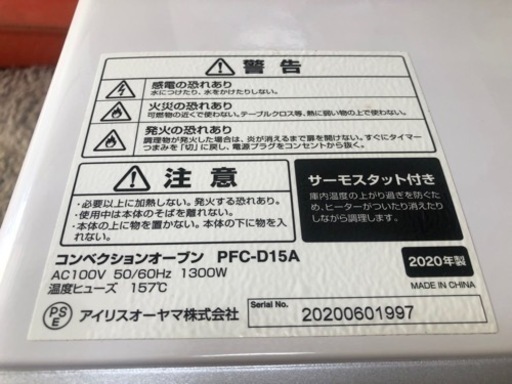 警告
感電の恐れあり
水につけたり、水をかけたりしない。
火災の恐れあり
可燃物の近くで使わない。テーブルクロス等、熱に弱い物の上で使わない。
発火の恐れあり
調理物が発火した場合は、炎が消えるまで扉を開けない。すぐにタイマー
つまみを「切」に戻し、電源プラグをコンセントから抜く。
注意
・必要以上に加熱しない。発火する恐れあり。
・使用中は本体のそばを離れない。
・本体の上に物を置かない。本体の下に物を入
れない。
サーモスタット付き
庫内温度の上がり過ぎを防ぐた
め、ヒーターがついたり消えたりし
ながら調理します。
コンベクションオーブン PFC-D15A
2020年製
AC100V 50/60Hz 1300W
MADE IN CHINA
温度ヒューズ 157℃
PSE アイリスオーヤマ株式会社
Serial No.
20200601997